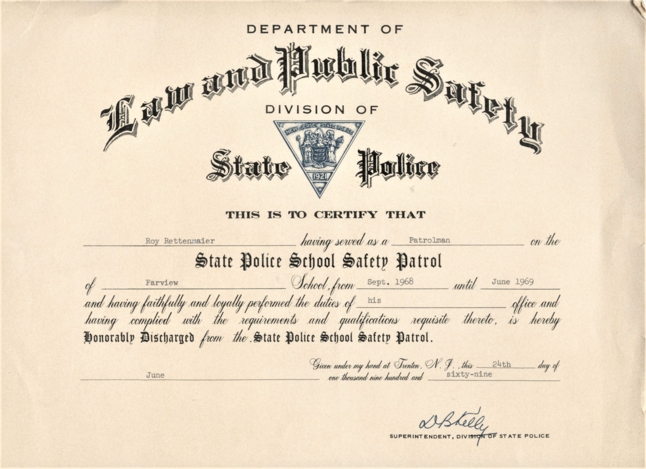 DEPARTMENT OF
Law and Public Safety
DIVISION OF
State Police
1921
THIS IS TO CERTIFY THAT
Roy Rettenmaier having served as a Patrolman on the
State Police School Safety Patrol
of Farview School, from Sept. 1968 until June 1969
and having faithfully and loyally performed the duties of his office and
having complied with the requirements and qualifications requisite thereto, is hereby
Honorably Discharged from the State Police School Safety Patrol.
Given under my hand at Trenton, N. J., this 24th day of
June one thousand nine hundred and sixty-nine
D B Kelly
SUPERINTENDENT, DIVISION OF STATE POLICE